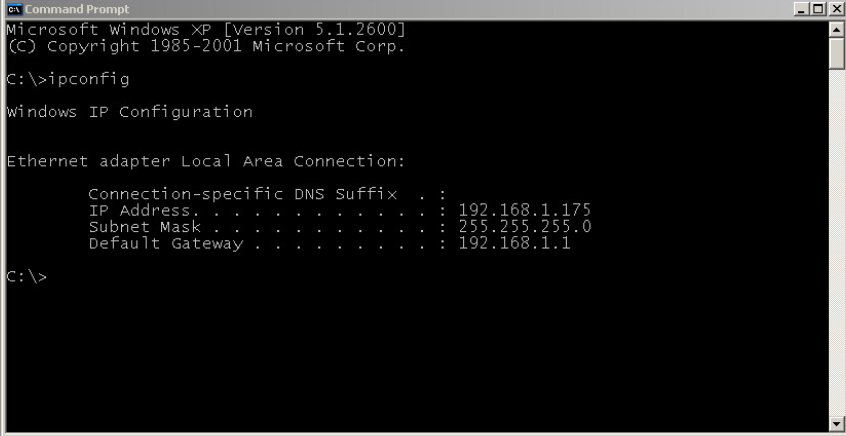 Command Prompt
Microsoft Windows XP [Version 5.1.2600]
(C) Copyright 1985-2001 Microsoft Corp.
C:\>ipconfig
Windows IP Configuration
Ethernet adapter Local Area Connection:
Connection-specific DNS Suffix  . :
IP Address. . . . . . . . . . . . : 192.168.1.175
Subnet Mask . . . . . . . . . . . : 255.255.255.0
Default Gateway . . . . . . . . . : 192.168.1.1
C:\>